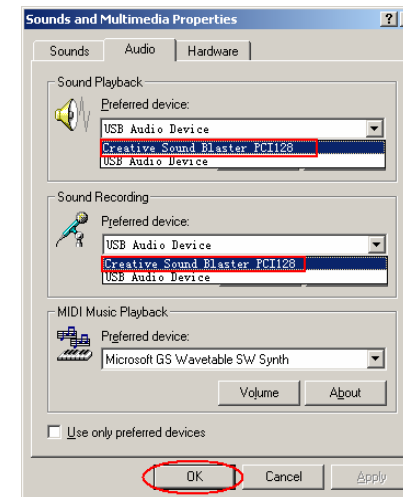 Sounds and Multimedia Properties
?
Sounds
Audio
Hardware
Sound Playback
Preferred device:
USB Audio Device
Creative Sound Blaster PCI128
USB Audio Device
Sound Recording
Preferred device:
USB Audio Device
Creative Sound Blaster PCI128
USB Audio Device
MIDI Music Playback
Preferred device:
Microsoft GS Wavetable SW Synth
Volume
About
Use only preferred devices
OK
Cancel
Apply